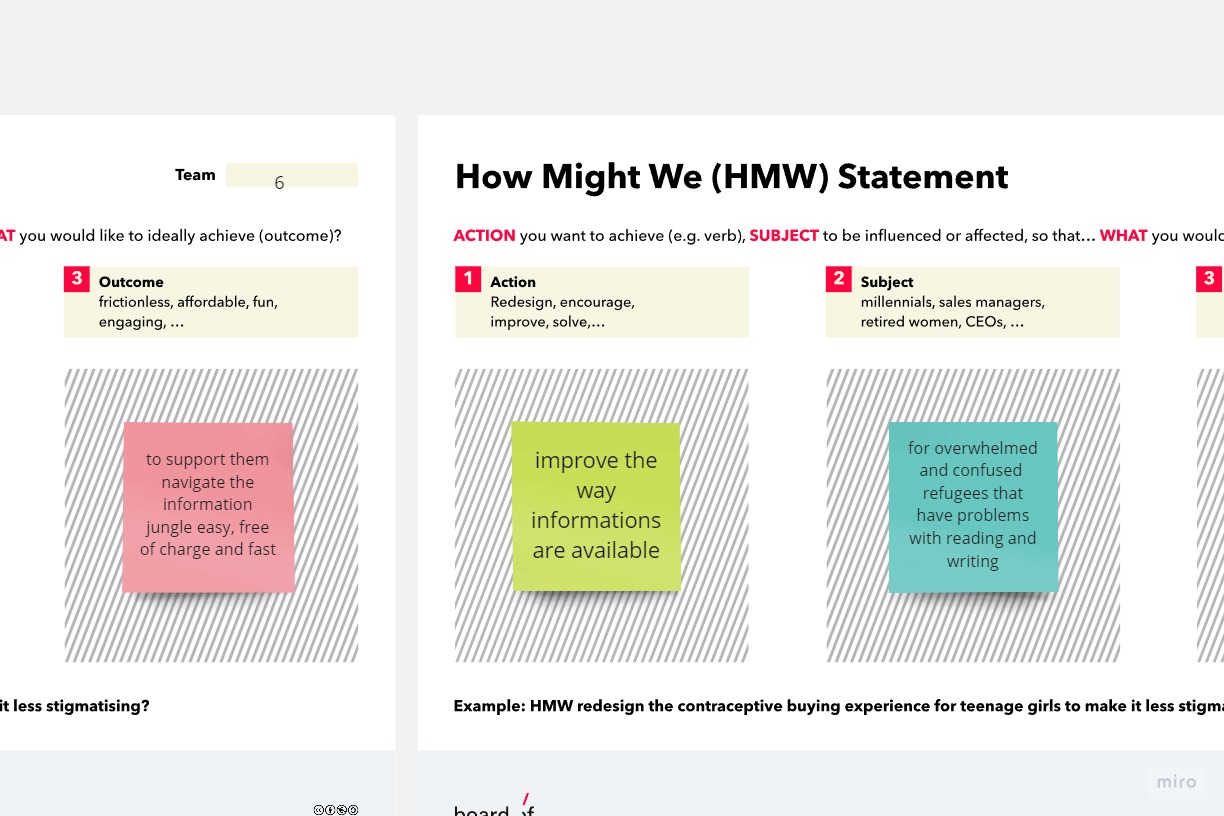 Team 6
AT you would like to ideally achieve (outcome)?
3 Outcome
frictionless, affordable, fun,
engaging, …
to support them
navigate the
information
jungle easy, free
of charge and fast
it less stigmatising?
How Might We (HMW) Statement
ACTION you want to achieve (e.g. verb), SUBJECT to be influenced or affected, so that… WHAT you would
1 Action
Redesign, encourage,
improve, solve,…
2 Subject
millennials, sales managers,
retired women, CEOs, …
3
improve the
way
informations
are available
for overwhelmed
and confused
refugees that
have problems
with reading and
writing
Example: HMW redesign the contraceptive buying experience for teenage girls to make it less stigma
board of
miro